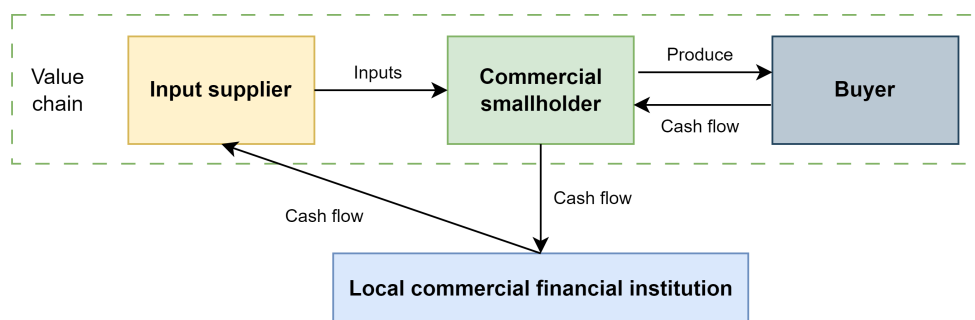 Value
chain
Input supplier
Inputs
Commercial
smallholder
Produce
Cash flow
Buyer
Cash flow
Cash flow
Local commercial financial institution